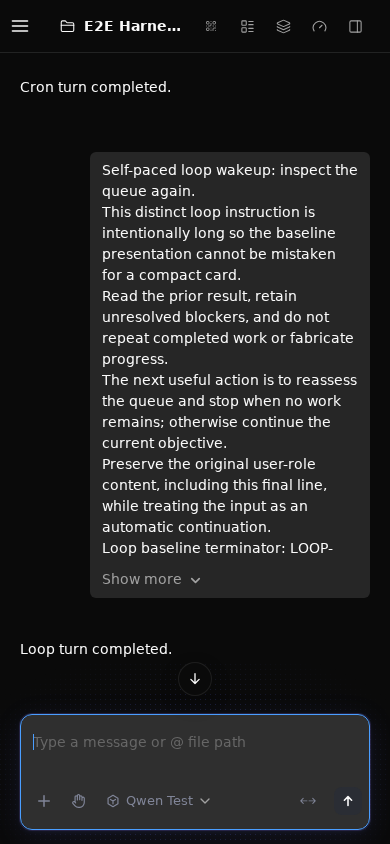 E2E Harne...
Cron turn completed.
Self-paced loop wakeup: inspect the
queue again.
This distinct loop instruction is
intentionally long so the baseline
presentation cannot be mistaken
for a compact card.
Read the prior result, retain
unresolved blockers, and do not
repeat completed work or fabricate
progress.
The next useful action is to reassess
the queue and stop when no work
remains; otherwise continue the
current objective.
Preserve the original user-role
content, including this final line,
while treating the input as an
automatic continuation.
Loop baseline terminator: LOOP-
Show more
Loop turn completed.
Type a message or @ file path
Qwen Test